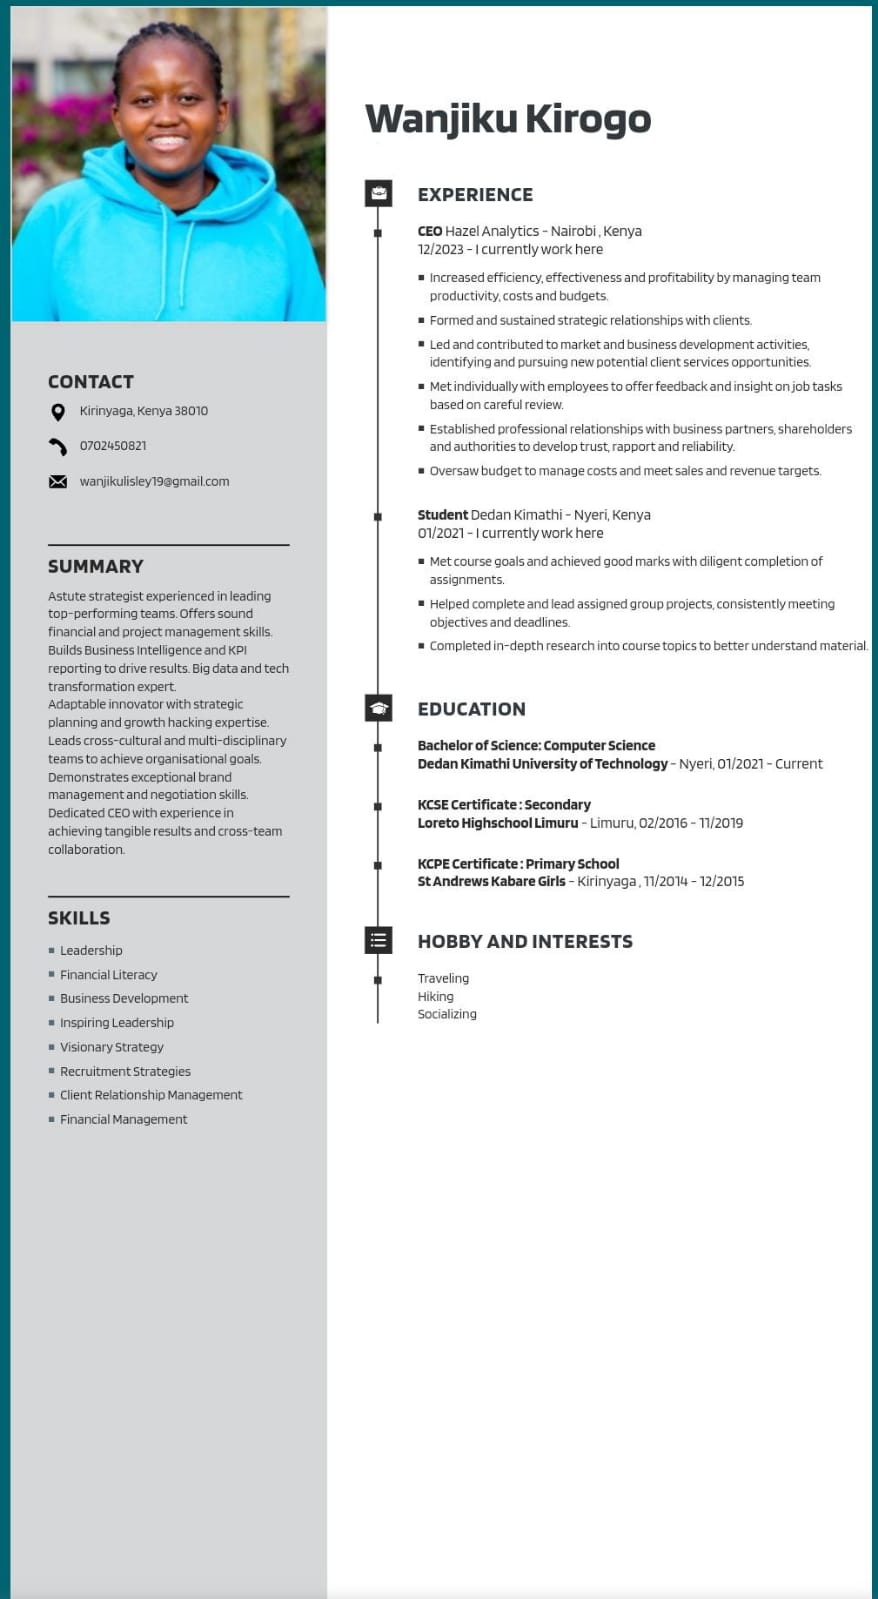 Wanjiku Kirogo
CONTACT
Kirinyaga, Kenya 38010
0702450821
wanjikulisley19@gmail.com
SUMMARY
Astute strategist experienced in leading
top-performing teams. Offers sound
financial and project management skills.
Builds Business Intelligence and KPI
reporting to drive results. Big data and tech
transformation expert.
Adaptable innovator with strategic
planning and growth hacking expertise.
Leads cross-cultural and multi-disciplinary
teams to achieve organisational goals.
Demonstrates exceptional brand
management and negotiation skills.
Dedicated CEO with experience in
achieving tangible results and cross-team
collaboration.
SKILLS
Leadership
Financial Literacy
Business Development
Inspiring Leadership
Visionary Strategy
Recruitment Strategies
Client Relationship Management
Financial Management
EXPERIENCE
CEO Hazel Analytics - Nairobi , Kenya
12/2023 - I currently work here
Increased efficiency, effectiveness and profitability by managing team
productivity, costs and budgets.
Formed and sustained strategic relationships with clients.
Led and contributed to market and business development activities,
identifying and pursuing new potential client services opportunities.
Met individually with employees to offer feedback and insight on job tasks
based on careful review.
Established professional relationships with business partners, shareholders
and authorities to develop trust, rapport and reliability.
Oversaw budget to manage costs and meet sales and revenue targets.
Student Dedan Kimathi - Nyeri, Kenya
01/2021 - I currently work here
Met course goals and achieved good marks with diligent completion of
assignments.
Helped complete and lead assigned group projects, consistently meeting
objectives and deadlines.
Completed in-depth research into course topics to better understand material.
EDUCATION
Bachelor of Science: Computer Science
Dedan Kimathi University of Technology - Nyeri, 01/2021 - Current
KCSE Certificate : Secondary
Loreto Highschool Limuru - Limuru, 02/2016 - 11/2019
KCPE Certificate : Primary School
St Andrews Kabare Girls - Kirinyaga , 11/2014 - 12/2015
HOBBY AND INTERESTS
Traveling
Hiking
Socializing